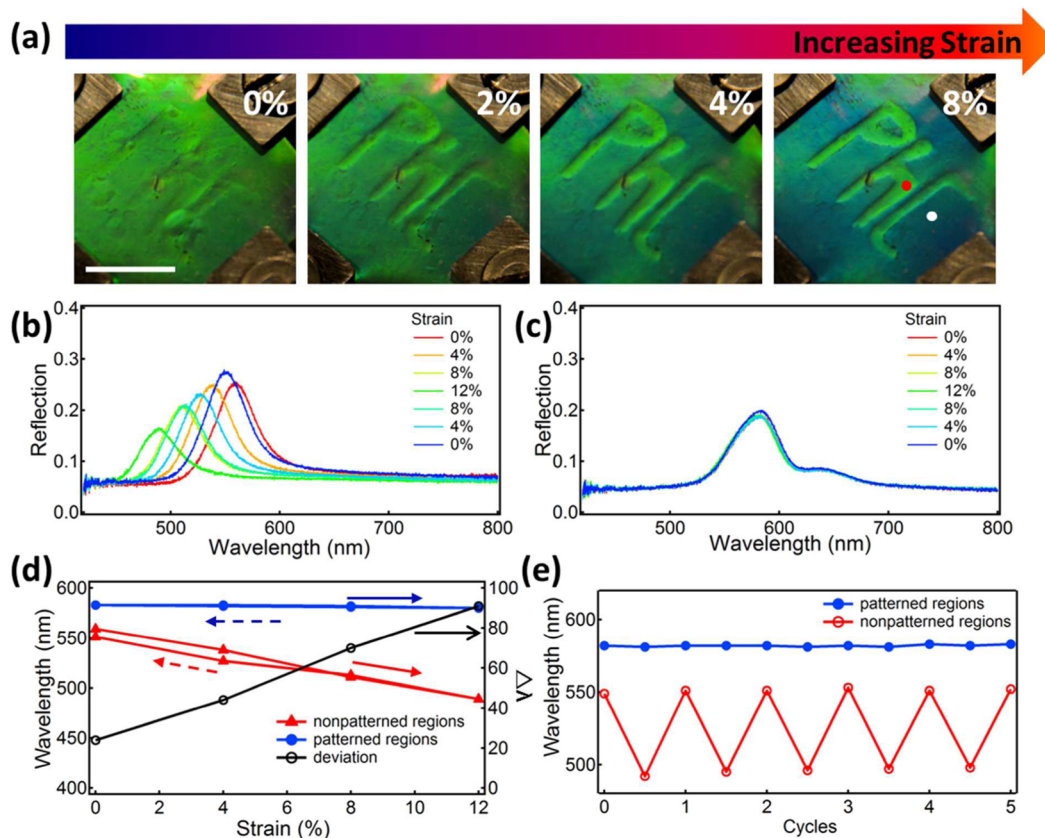 (a)
Increasing Strain
0%
2%
4%
8%
(b)
0.4
0.3
0.2
0.1
0.0
Reflection
500
600
700
800
Wavelength (nm)
Strain
0%
4%
8%
12%
8%
4%
0%
(c)
0.4
0.3
0.2
0.1
0.0
Reflection
500
600
700
800
Wavelength (nm)
Strain
0%
4%
8%
12%
8%
4%
0%
(d)
600
550
500
450
400
Wavelength (nm)
100
80
60
40
20
0
Δλ
0
2
4
6
8
10
12
Strain (%)
nonpatterned regions
patterned regions
deviation
(e)
600
550
500
Wavelength (nm)
0
1
2
3
4
5
Cycles
patterned regions
nonpatterned regions